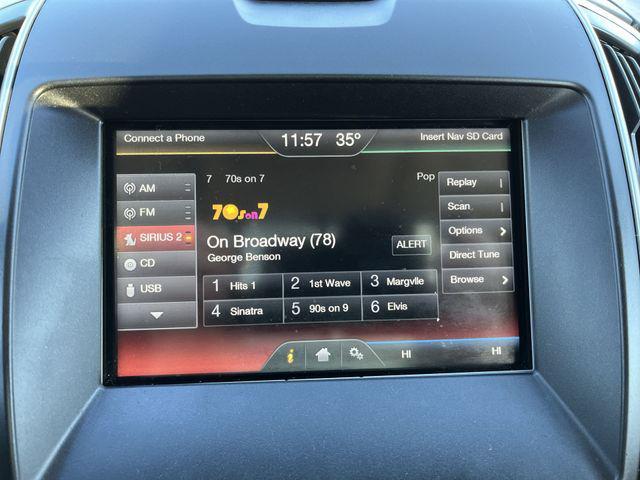 Connect a Phone 11:57 35° Insert Nav SD Card
7 70s on 7 Pop
AM
FM
SIRIUS 2
CD
USB
70s on 7
On Broadway (78)
George Benson
ALERT
1 Hits 1 2 1st Wave 3 Margvlle
4 Sinatra 5 90s on 9 6 Elvis
Replay
Scan
Options
Direct Tune
Browse
i HI HI